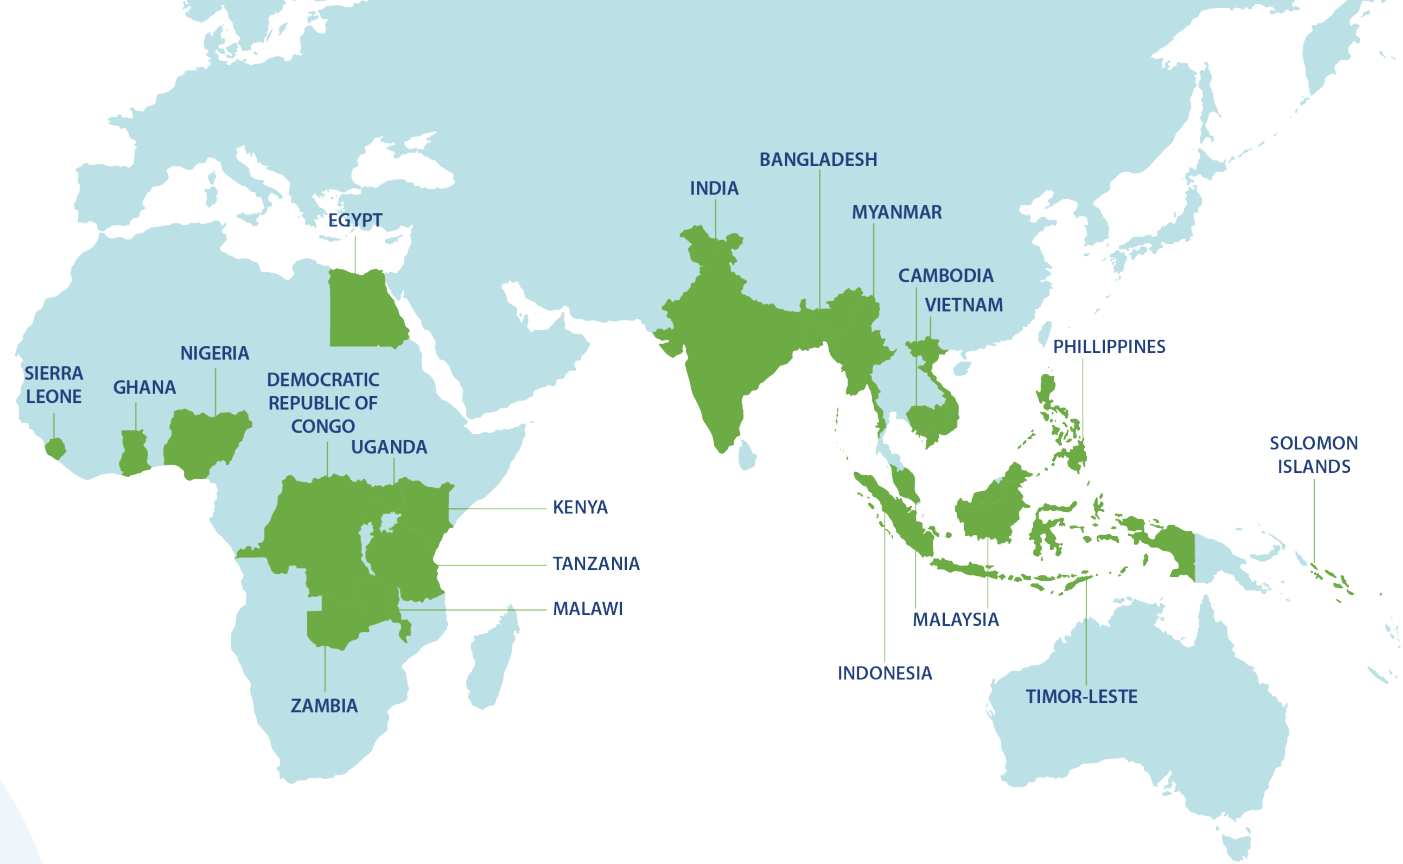 BANGLADESH
INDIA
MYANMAR
EGYPT
CAMBODIA
VIETNAM
PHILLIPPINES
NIGERIA
SIERRA
LEONE
GHANA
DEMOCRATIC
REPUBLIC OF
CONGO
UGANDA
SOLOMON
ISLANDS
KENYA
TANZANIA
MALAWI
MALAYSIA
INDONESIA
TIMOR-LESTE
ZAMBIA